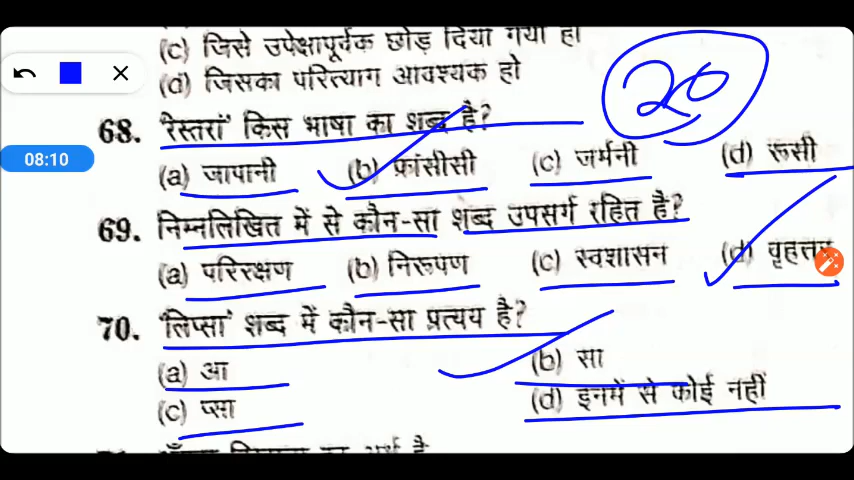 (c) जिसे उपेक्षापूर्वक छोड़ दिया गया हो
(d) जिसका परित्याग आवश्यक हो
20
68. 'रेस्तरां' किस भाषा का शब्द है?
08:10
(a) जापानी (b) फ्रांसीसी (c) जर्मनी (d) रूसी
69. निम्नलिखित में से कौन-सा शब्द उपसर्ग रहित है?
(a) परिरक्षण (b) निरूपण (c) स्वशासन (d)
70. 'लिप्सा' शब्द में कौन-सा प्रत्यय है?
(a) आ (b) सा
(c) प्सा (d) इनमें से कोई नहीं